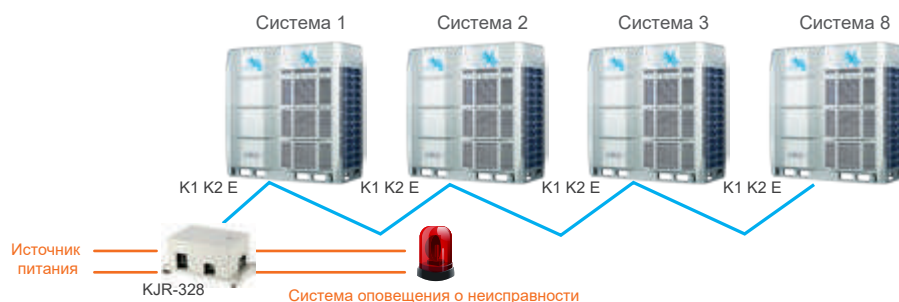 Система 1
Система 2
Система 3
Система 8
K1 K2 E
K1 K2 E
K1 K2 E
K1 K2 E
Источник
питания
KJR-328
Система оповещения о неисправности